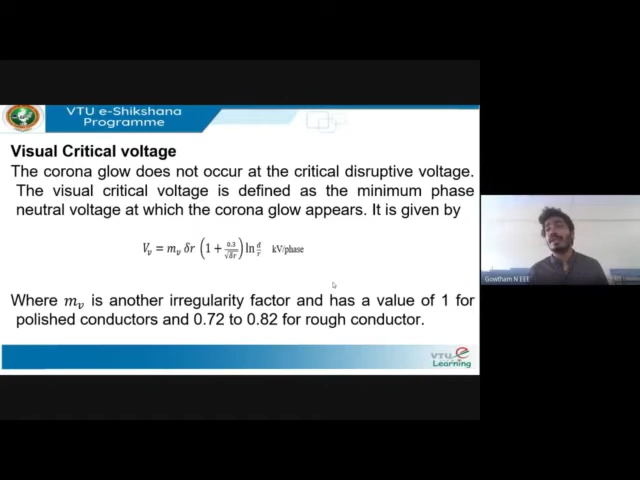 VTU e-Shikshana
Programme
Visual Critical voltage
The corona glow does not occur at the critical disruptive voltage.
The visual critical voltage is defined as the minimum phase
neutral voltage at which the corona glow appears. It is given by
V_v = m_v δr (1 + 0.3/√δr) ln d/r kV/phase
Where m_v is another irregularity factor and has a value of 1 for
polished conductors and 0.72 to 0.82 for rough conductor.
VTU e
Learning
Gowtham N EEE